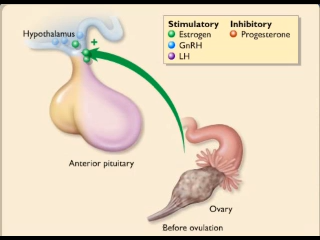 Stimulatory Inhibitory
Estrogen Progesterone
GnRH
LH
Hypothalamus
+
Anterior pituitary
Ovary
Before ovulation